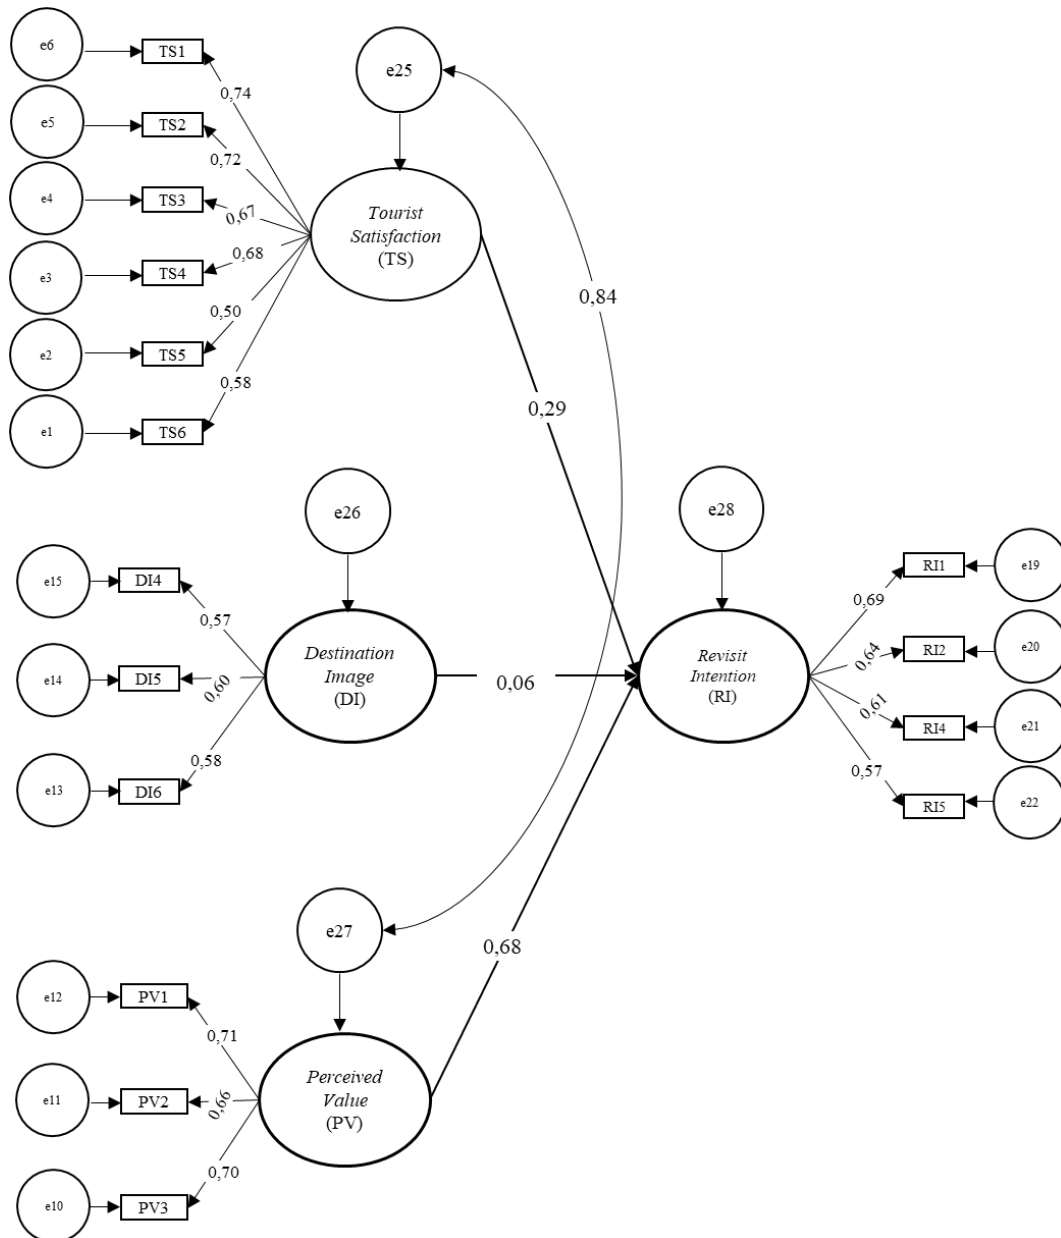 e6
TS1
0,74
e5
TS2
0,72
e4
TS3
0,67
e3
TS4
0,68
e2
TS5
0,50
e1
TS6
0,58
e25
Tourist
Satisfaction
(TS)
0,84
0,29
e26
e28
e15
DI4
0,57
e14
DI5
0,60
e13
DI6
0,58
Destination
Image
(DI)
0,06
Revisit
Intention
(RI)
0,69
RI1
e19
0,64
RI2
e20
0,61
RI4
e21
0,57
RI5
e22
e27
0,68
e12
PV1
0,71
e11
PV2
0,66
e10
PV3
0,70
Perceived
Value
(PV)